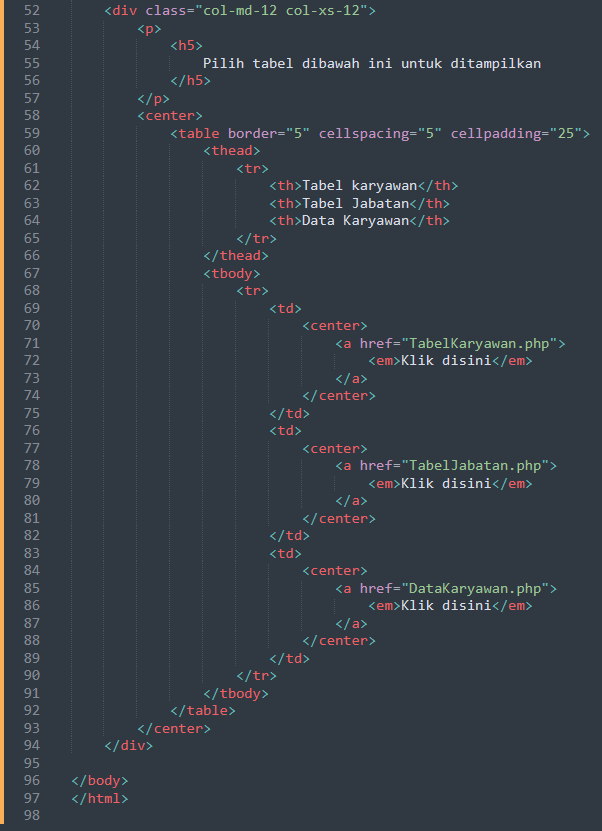 52 <div class="col-md-12 col-xs-12">
53 <p>
54 <h5>
55 Pilih tabel dibawah ini untuk ditampilkan
56 </h5>
57 </p>
58 <center>
59 <table border="5" cellspacing="5" cellpadding="25">
60 <thead>
61 <tr>
62 <th>Tabel karyawan</th>
63 <th>Tabel Jabatan</th>
64 <th>Data Karyawan</th>
65 </tr>
66 </thead>
67 <tbody>
68 <tr>
69 <td>
70 <center>
71 <a href="TabelKaryawan.php">
72 <em>Klik disini</em>
73 </a>
74 </center>
75 </td>
76 <td>
77 <center>
78 <a href="TabelJabatan.php">
79 <em>Klik disini</em>
80 </a>
81 </center>
82 </td>
83 <td>
84 <center>
85 <a href="DataKaryawan.php">
86 <em>Klik disini</em>
87 </a>
88 </center>
89 </td>
90 </tr>
91 </tbody>
92 </table>
93 </center>
94 </div>
95
96 </body>
97 </html>
98